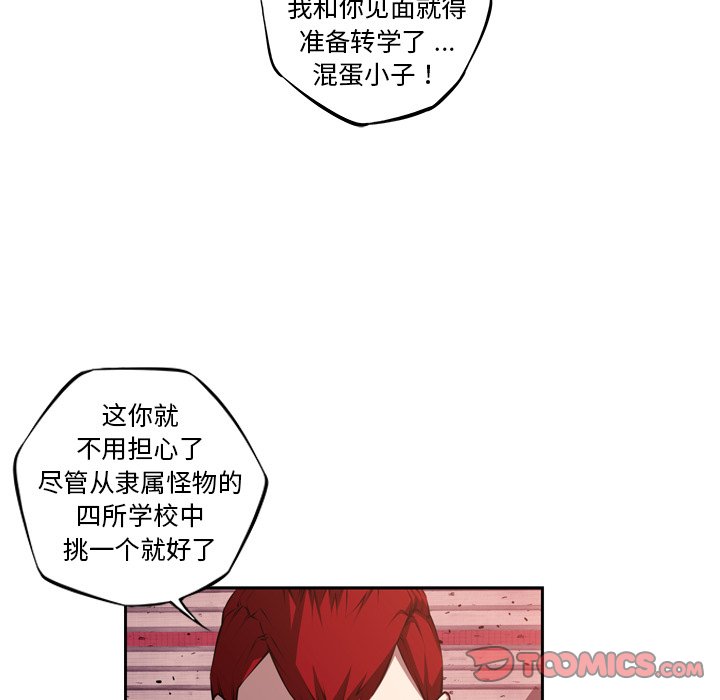 我和你见面就得
准备转学了 ...
混蛋小子！
这你就
不用担心了
尽管从隶属怪物的
四所学校中
挑一个就好了
TOOMICS.COM